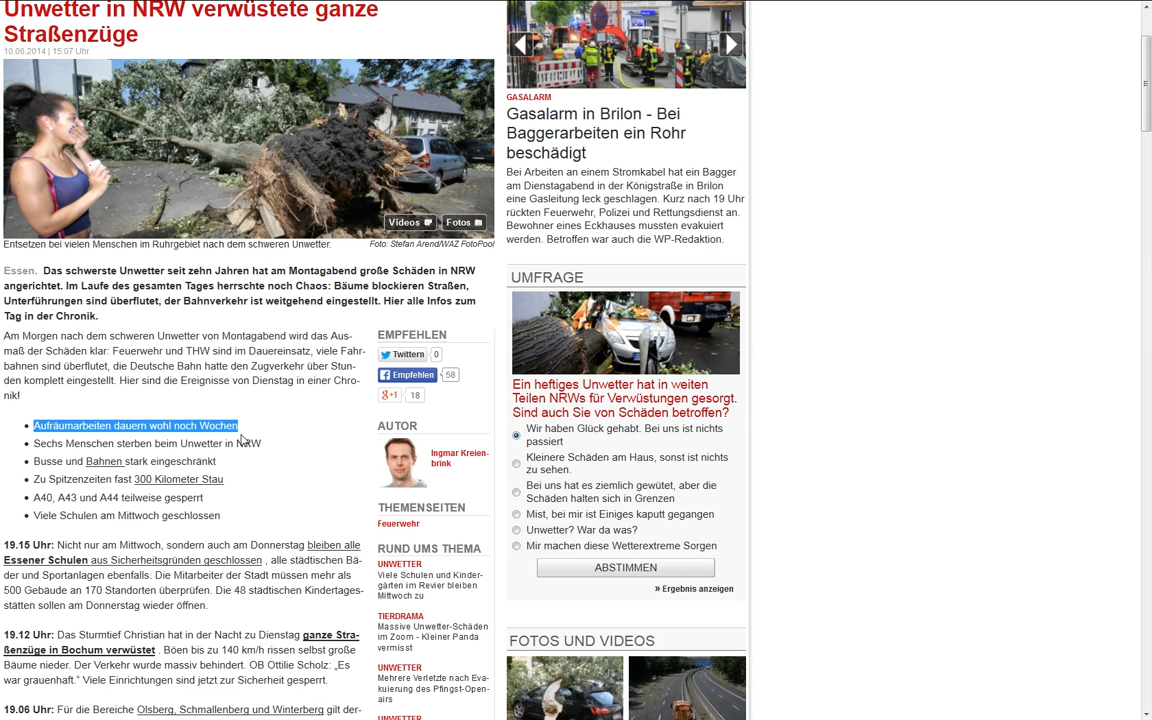 Unwetter in NRW verwüstete ganze
Straßenzüge
10.06.2014 | 15:07 Uhr
Videos
Fotos
Entsetzen bei vielen Menschen im Ruhrgebiet nach dem schweren Unwetter.
Foto: Stefan Arend/WAZ FotoPool
Essen. Das schwerste Unwetter seit zehn Jahren hat am Montagabend große Schäden in NRW
angerichtet. Im Laufe des gesamten Tages herrschte noch Chaos: Bäume blockieren Straßen,
Unterführungen sind überflutet, der Bahnverkehr ist weitgehend eingestellt. Hier alle Infos zum
Tag in der Chronik.
Am Morgen nach dem schweren Unwetter von Montagabend wird das Aus-
maß der Schäden klar: Feuerwehr und THW sind im Dauereinsatz, viele Fahr-
bahnen sind überflutet, die Deutsche Bahn hatte den Zugverkehr über Stun-
den komplett eingestellt. Hier sind die Ereignisse von Dienstag in einer Chro-
nik!
• Aufräumarbeiten dauern wohl noch Wochen
• Sechs Menschen sterben beim Unwetter in NRW
• Busse und Bahnen stark eingeschränkt
• Zu Spitzenzeiten fast 300 Kilometer Stau
• A40, A43 und A44 teilweise gesperrt
• Viele Schulen am Mittwoch geschlossen
19.15 Uhr: Nicht nur am Mittwoch, sondern auch am Donnerstag bleiben alle
Essener Schulen aus Sicherheitsgründen geschlossen , alle städtischen Bä-
der und Sportanlagen ebenfalls. Die Mitarbeiter der Stadt müssen mehr als
500 Gebäude an 170 Standorten überprüfen. Die 48 städtischen Kindertages-
stätten sollen am Donnerstag wieder öffnen.
19.12 Uhr: Das Sturmtief Christian hat in der Nacht zu Dienstag ganze Stra-
ßenzüge in Bochum verwüstet . Böen bis zu 140 km/h rissen selbst große
Bäume nieder. Der Verkehr wurde massiv behindert. OB Ottilie Scholz: „Es
war grauenhaft.“ Viele Einrichtungen sind jetzt zur Sicherheit gesperrt.
19.06 Uhr: Für die Bereiche Olsberg, Schmallenberg und Winterberg gilt der-
EMPFEHLEN
Twittern 0
Empfehlen 58
g+1 18
AUTOR
Ingmar Kreien-
brink
THEMENSEITEN
Feuerwehr
RUND UMS THEMA
UNWETTER
Viele Schulen und Kinder-
gärten im Revier bleiben
Mittwoch zu
TIERDRAMA
Massive Unwetter-Schäden
im Zoom - Kleiner Panda
vermisst
UNWETTER
Mehrere Verletzte nach Eva-
kuierung des Pfingst-Open-
airs
UNWETTER
GASALARM
Gasalarm in Brilon - Bei
Baggerarbeiten ein Rohr
beschädigt
Bei Arbeiten an einem Stromkabel hat ein Bagger
am Dienstagabend in der Königstraße in Brilon
eine Gasleitung leck geschlagen. Kurz nach 19 Uhr
rückten Feuerwehr, Polizei und Rettungsdienst an.
Bewohner eines Eckhauses mussten evakuiert
werden. Betroffen war auch die WP-Redaktion.
UMFRAGE
Ein heftiges Unwetter hat in weiten
Teilen NRWs für Verwüstungen gesorgt.
Sind auch Sie von Schäden betroffen?
Wir haben Glück gehabt. Bei uns ist nichts
passiert
Kleinere Schäden am Haus, sonst ist nichts
zu sehen.
Bei uns hat es ziemlich gewütet, aber die
Schäden halten sich in Grenzen
Mist, bei mir ist Einiges kaputt gegangen
Unwetter? War da was?
Mir machen diese Wetterextreme Sorgen
ABSTIMMEN
» Ergebnis anzeigen
FOTOS UND VIDEOS